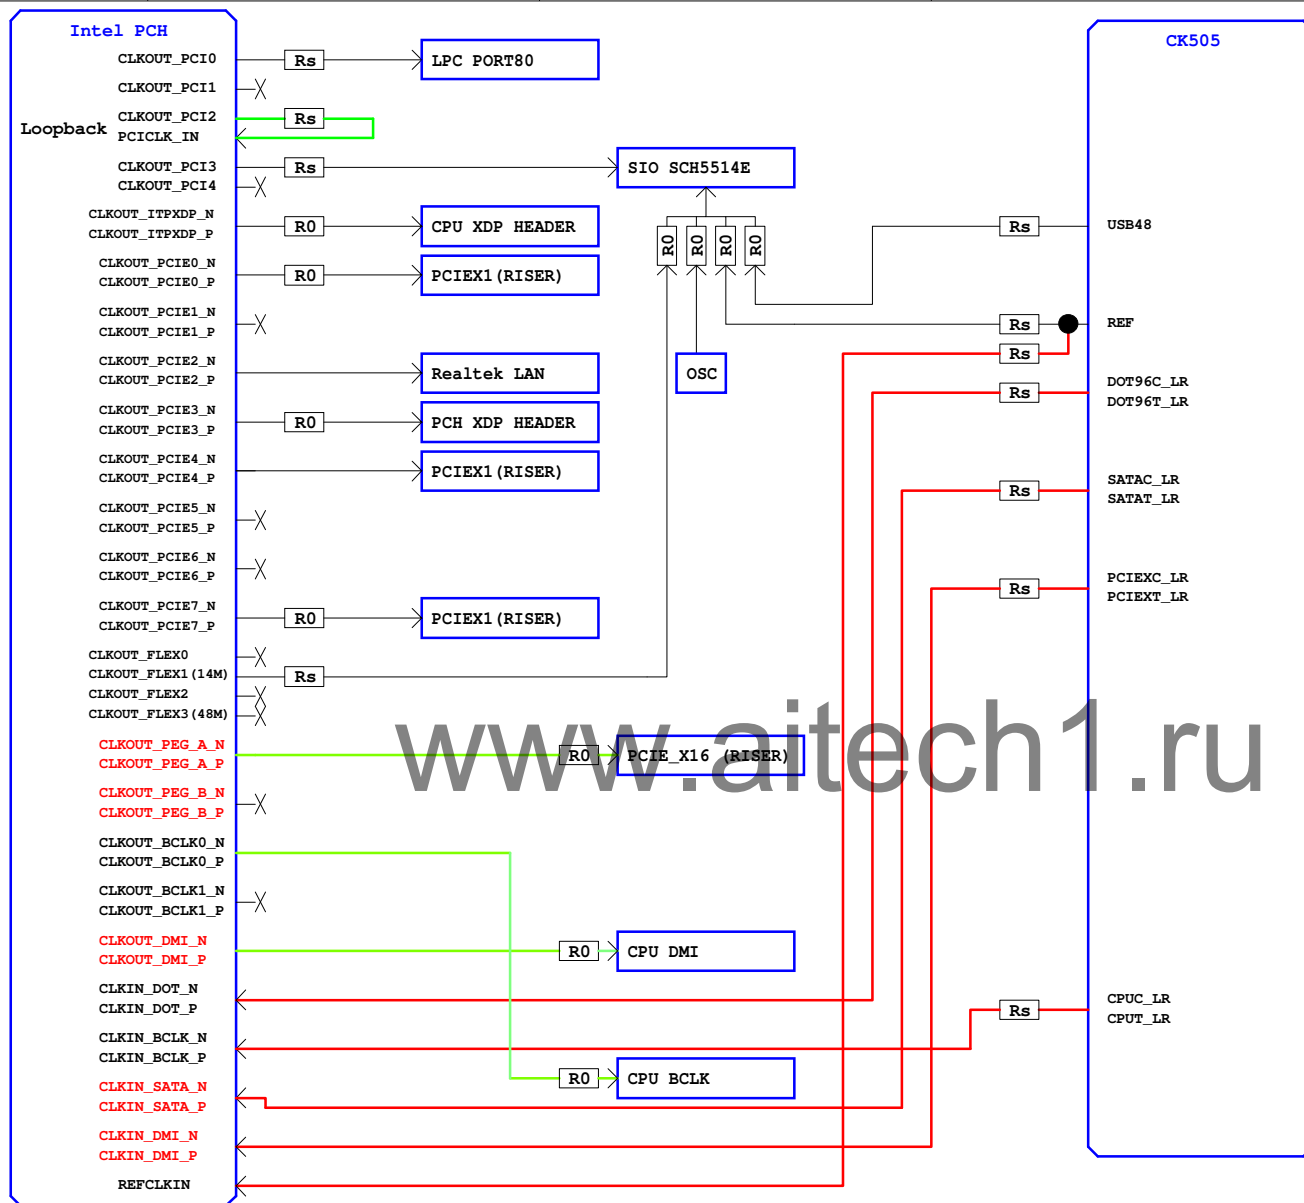 Intel PCH
CK505
CLKOUT_PCI0
Rs
LPC PORT80
CLKOUT_PCI1
CLKOUT_PCI2
Rs
Loopback
PCICLK_IN
CLKOUT_PCI3
Rs
SIO SCH5514E
CLKOUT_PCI4
CLKOUT_ITPXDP_N
CLKOUT_ITPXDP_P
R0
CPU XDP HEADER
R0
R0
R0
R0
Rs
USB48
CLKOUT_PCIE0_N
CLKOUT_PCIE0_P
R0
PCIEX1(RISER)
CLKOUT_PCIE1_N
CLKOUT_PCIE1_P
Rs
REF
Rs
CLKOUT_PCIE2_N
CLKOUT_PCIE2_P
Realtek LAN
OSC
DOT96C_LR
DOT96T_LR
Rs
CLKOUT_PCIE3_N
CLKOUT_PCIE3_P
R0
PCH XDP HEADER
CLKOUT_PCIE4_N
CLKOUT_PCIE4_P
PCIEX1(RISER)
Rs
SATAC_LR
SATAT_LR
CLKOUT_PCIE5_N
CLKOUT_PCIE5_P
CLKOUT_PCIE6_N
CLKOUT_PCIE6_P
Rs
PCIEXC_LR
PCIEXT_LR
CLKOUT_PCIE7_N
CLKOUT_PCIE7_P
R0
PCIEX1(RISER)
CLKOUT_FLEX0
CLKOUT_FLEX1(14M)
Rs
CLKOUT_FLEX2
CLKOUT_FLEX3(48M)
www.aitech1.ru
CLKOUT_PEG_A_N
CLKOUT_PEG_A_P
R0
PCIE_X16 (RISER)
CLKOUT_PEG_B_N
CLKOUT_PEG_B_P
CLKOUT_BCLK0_N
CLKOUT_BCLK0_P
CLKOUT_BCLK1_N
CLKOUT_BCLK1_P
CLKOUT_DMI_N
CLKOUT_DMI_P
R0
CPU DMI
CLKIN_DOT_N
CLKIN_DOT_P
Rs
CPUC_LR
CPUT_LR
CLKIN_BCLK_N
CLKIN_BCLK_P
R0
CPU BCLK
CLKIN_SATA_N
CLKIN_SATA_P
CLKIN_DMI_N
CLKIN_DMI_P
REFCLKIN